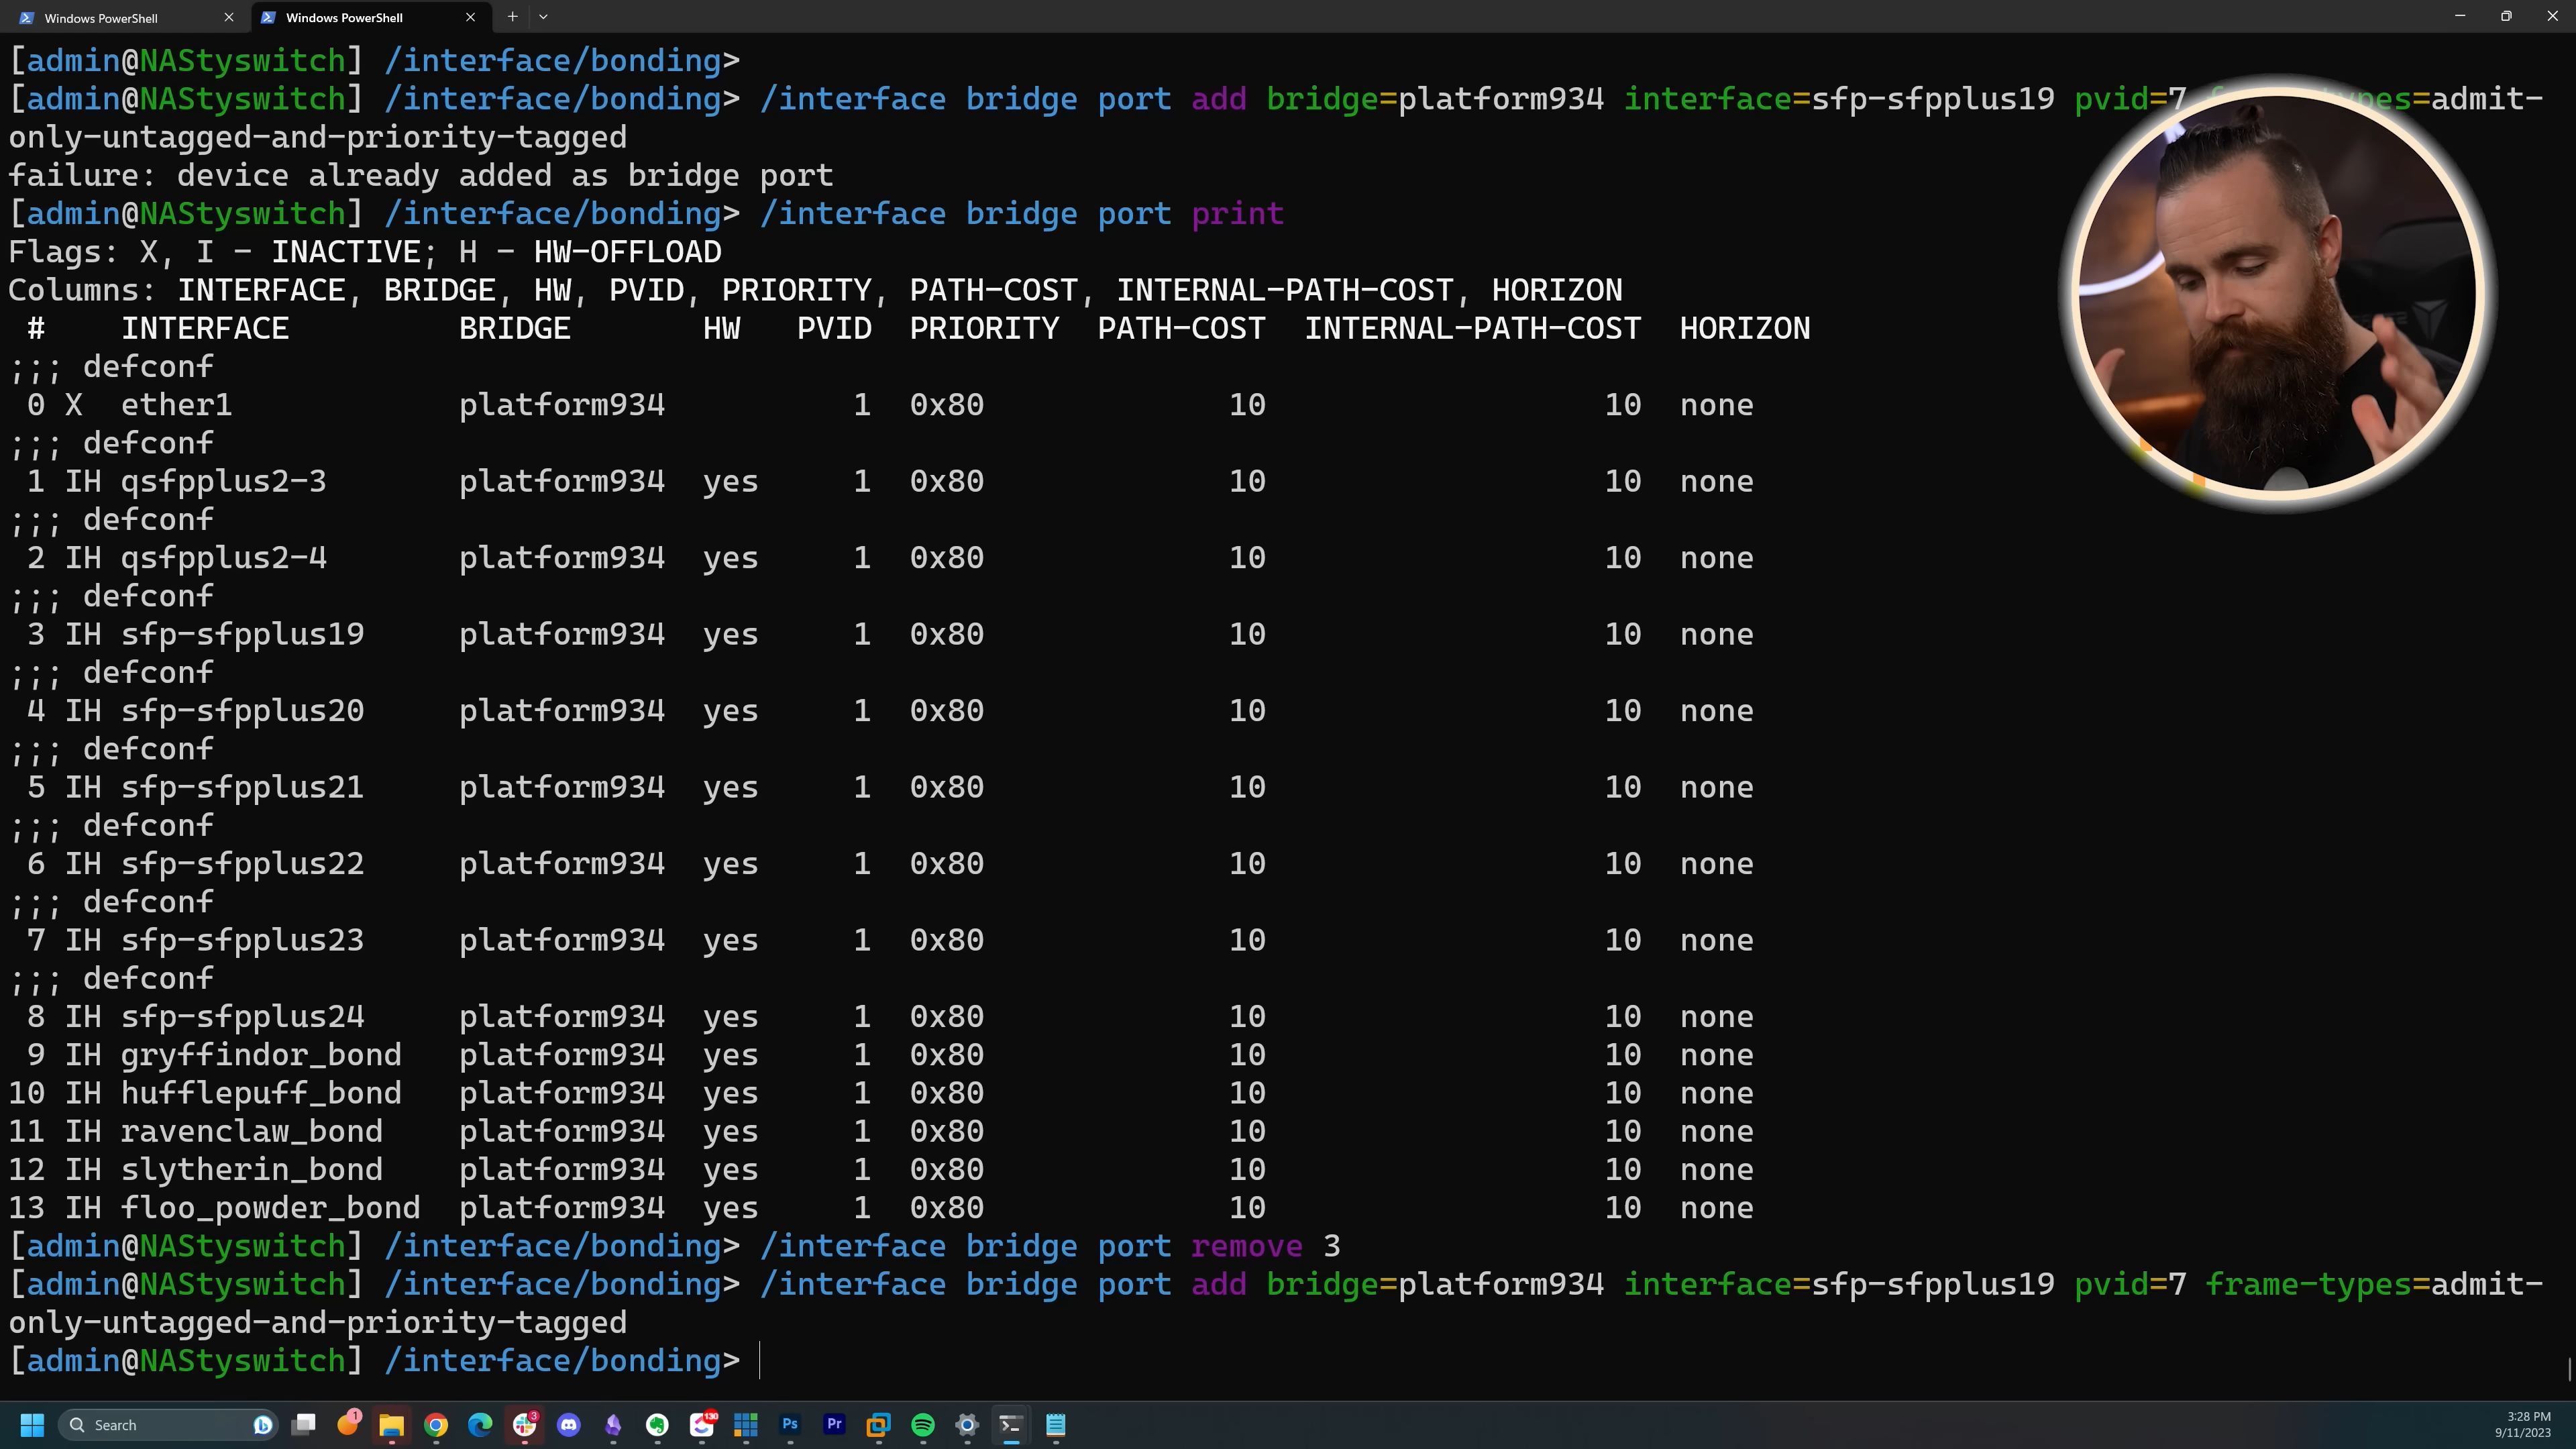 Windows PowerShell
Windows PowerShell
[admin@NAStyswitch] /interface/bonding>
[admin@NAStyswitch] /interface/bonding> /interface bridge port add bridge=platform934 interface=sfp-sfpplus19 pvid=7 =admit-
only-untagged-and-priority-tagged
failure: device already added as bridge port
[admin@NAStyswitch] /interface/bonding> /interface bridge port print
Flags: X, I - INACTIVE; H - HW-OFFLOAD
Columns: INTERFACE, BRIDGE, HW, PVID, PRIORITY, PATH-COST, INTERNAL-PATH-COST, HORIZON
# INTERFACE BRIDGE HW PVID PRIORITY PATH-COST INTERNAL-PATH-COST HORIZON
;;; defconf
0 X ether1 platform934 1 0x80 10 10 none
;;; defconf
1 IH qsfpplus2-3 platform934 yes 1 0x80 10 10 none
;;; defconf
2 IH qsfpplus2-4 platform934 yes 1 0x80 10 10 none
;;; defconf
3 IH sfp-sfpplus19 platform934 yes 1 0x80 10 10 none
;;; defconf
4 IH sfp-sfpplus20 platform934 yes 1 0x80 10 10 none
;;; defconf
5 IH sfp-sfpplus21 platform934 yes 1 0x80 10 10 none
;;; defconf
6 IH sfp-sfpplus22 platform934 yes 1 0x80 10 10 none
;;; defconf
7 IH sfp-sfpplus23 platform934 yes 1 0x80 10 10 none
;;; defconf
8 IH sfp-sfpplus24 platform934 yes 1 0x80 10 10 none
9 IH gryffindor_bond platform934 yes 1 0x80 10 10 none
10 IH hufflepuff_bond platform934 yes 1 0x80 10 10 none
11 IH ravenclaw_bond platform934 yes 1 0x80 10 10 none
12 IH slytherin_bond platform934 yes 1 0x80 10 10 none
13 IH floo_powder_bond platform934 yes 1 0x80 10 10 none
[admin@NAStyswitch] /interface/bonding> /interface bridge port remove 3
[admin@NAStyswitch] /interface/bonding> /interface bridge port add bridge=platform934 interface=sfp-sfpplus19 pvid=7 frame-types=admit-
only-untagged-and-priority-tagged
[admin@NAStyswitch] /interface/bonding>
Search
1
3
130
Ps
Pr
3:28 PM
9/11/2023